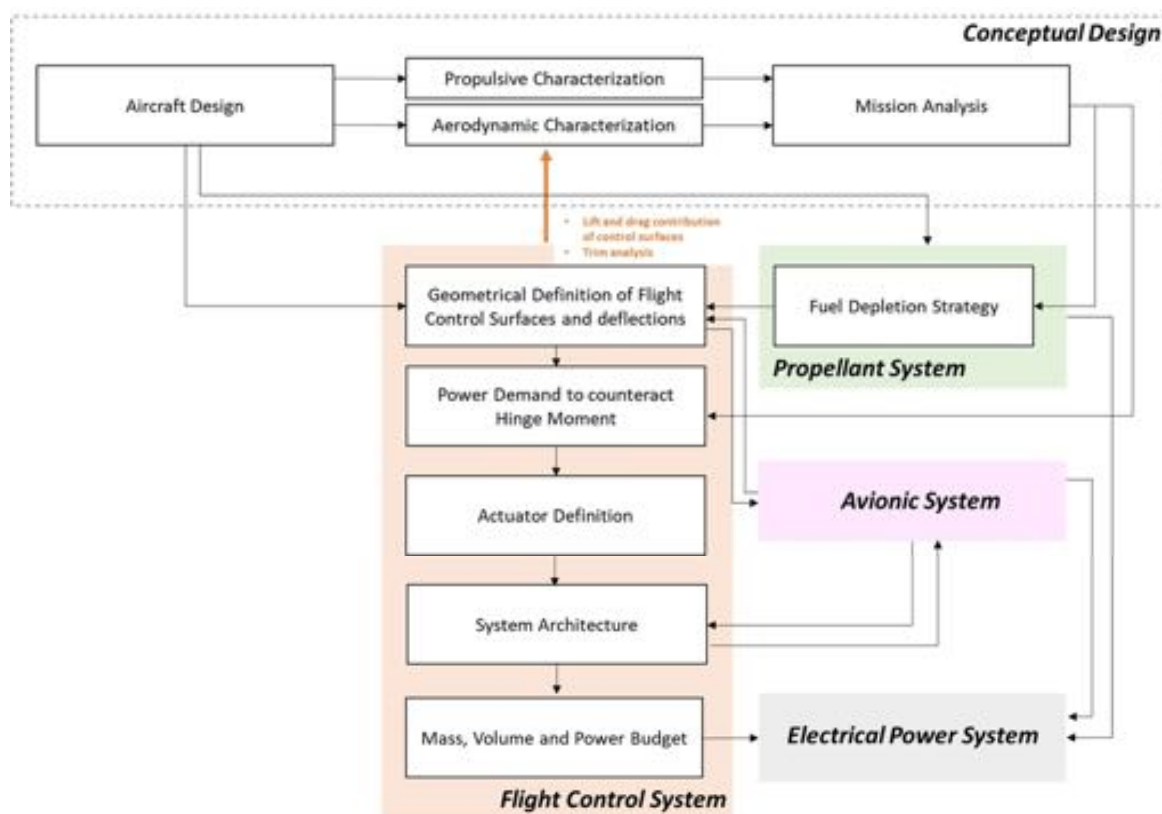 Conceptual Design
Propulsive Characterization
Aircraft Design
Mission Analysis
Aerodynamic Characterization
• Lift and drag contribution
of control surfaces
• Trim analysis
Geometrical Definition of Flight
Control Surfaces and deflections
Fuel Depletion Strategy
Propellant System
Power Demand to counteract
Hinge Moment
Actuator Definition
Avionic System
System Architecture
Mass, Volume and Power Budget
Electrical Power System
Flight Control System